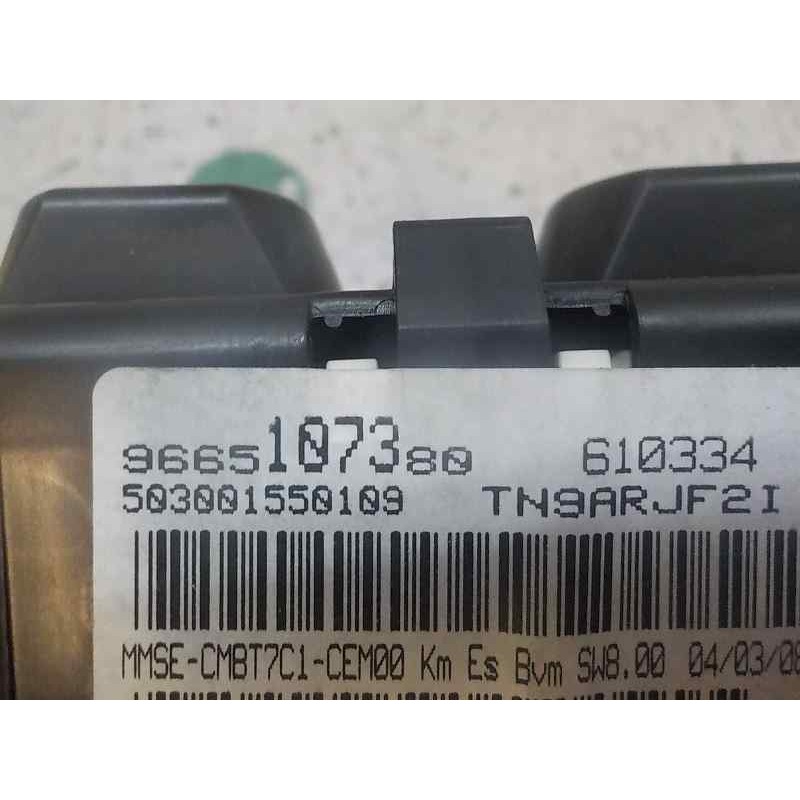 9665107380 610334
503001550109 TN9ARJF2I
MMSE-CMBT7C1-CEM00 Km Es Bvm SW8.00 04/03/08